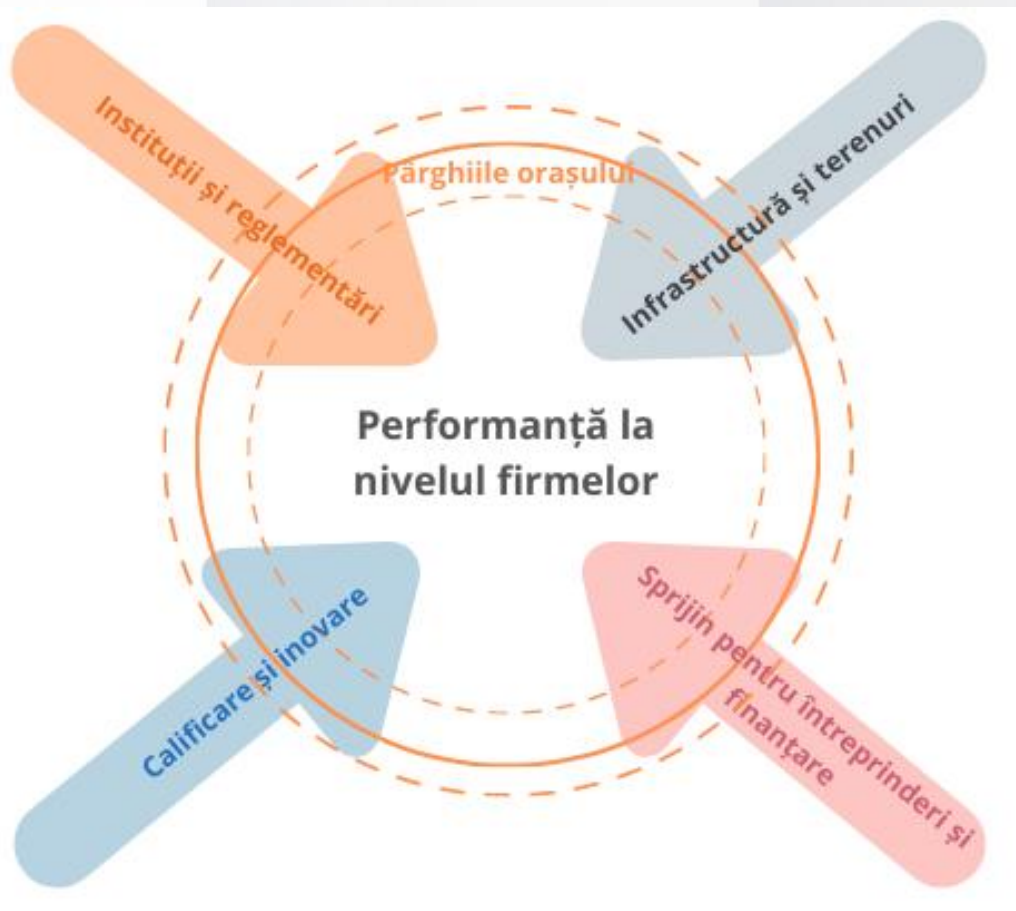 Instituții și reglementări
Pârghiile orașului
Infrastructură și terenuri
Performanță la
nivelul firmelor
Calificare și inovare
Sprijin pentru întreprinderi și
finanțare